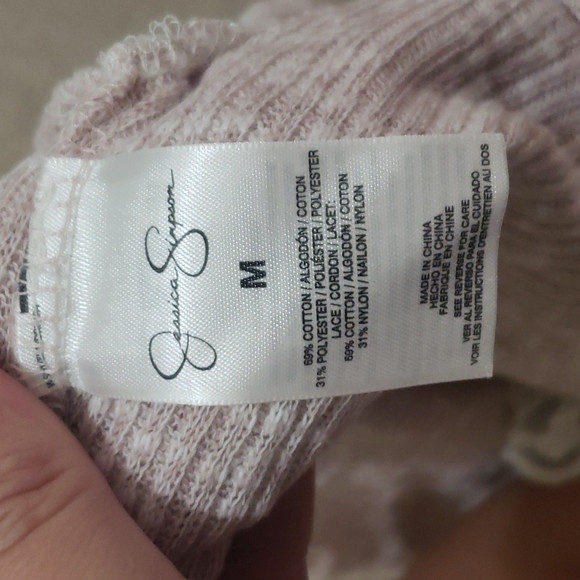 Jessica Simpson
M
69% COTTON / ALGODÓN / COTON
31% POLYESTER / POLIÉSTER / POLYESTER
LACE / CORDON / LACET:
69% COTTON / ALGODÓN / COTON
31% NYLON / NAILON / NYLON
MADE IN CHINA
HECHO EN CHINA
FABRIQUE EN CHINE
SEE REVERSE FOR CARE
VER AL REVERSO PARA EL CUIDADO
VOIR LES INSTRUCTIONS D'ENTRETIEN AU DOS